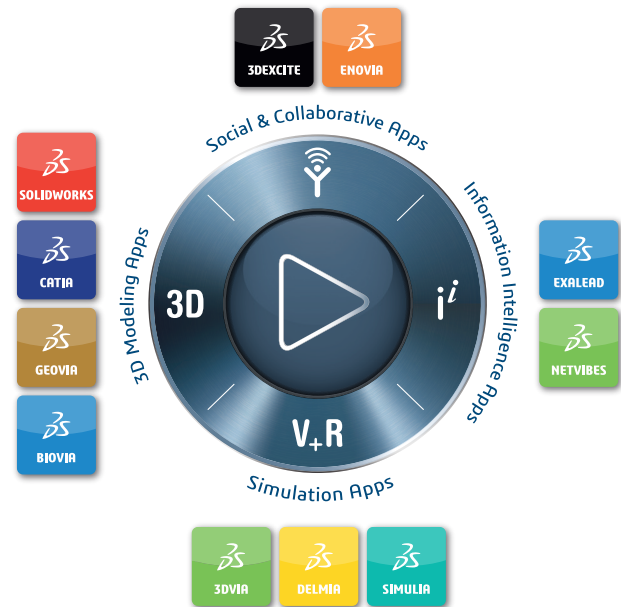 3DEXCITE
ENOVIA
Social & Collaborative Apps
SOLIDWORKS
CATIA
GEOVIA
BIOVIA
3D Modeling Apps
3D
iⁱ
Information Intelligence Apps
EXALEAD
NETVIBES
V+R
Simulation Apps
3DVIA
DELMIA
SIMULIA